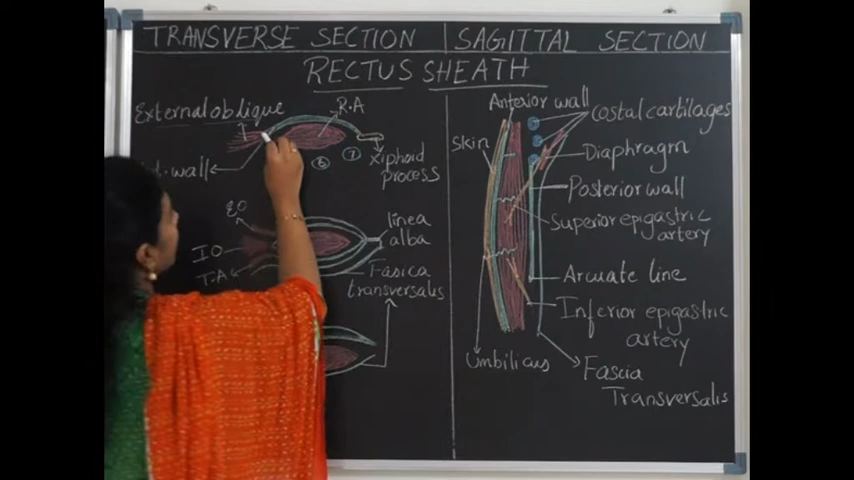 TRANSVERSE SECTION
SAGITTAL SECTION
RECTUS SHEATH
External oblique
R.A
wall
6
7
xiphoid
process
EO
IO
T.A
linea
alba
Fasica
transversalis
Anterior wall
Skin
Costal cartilages
Diaphragm
Posterior wall
Superior epigastric
artery
Arcuate line
Inferior epigastric
artery
Umbilicus
Fascia
Transversalis